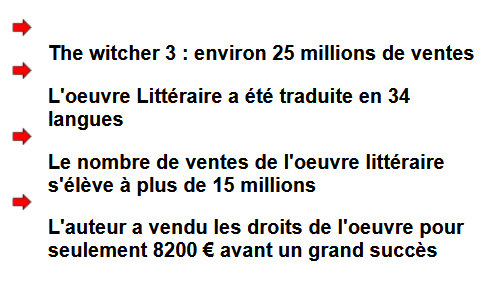 The witcher 3 : environ 25 millions de ventes
L'oeuvre Littéraire a été traduite en 34
langues
Le nombre de ventes de l'oeuvre littéraire
s'élève à plus de 15 millions
L'auteur a vendu les droits de l'oeuvre pour
seulement 8200 € avant un grand succès